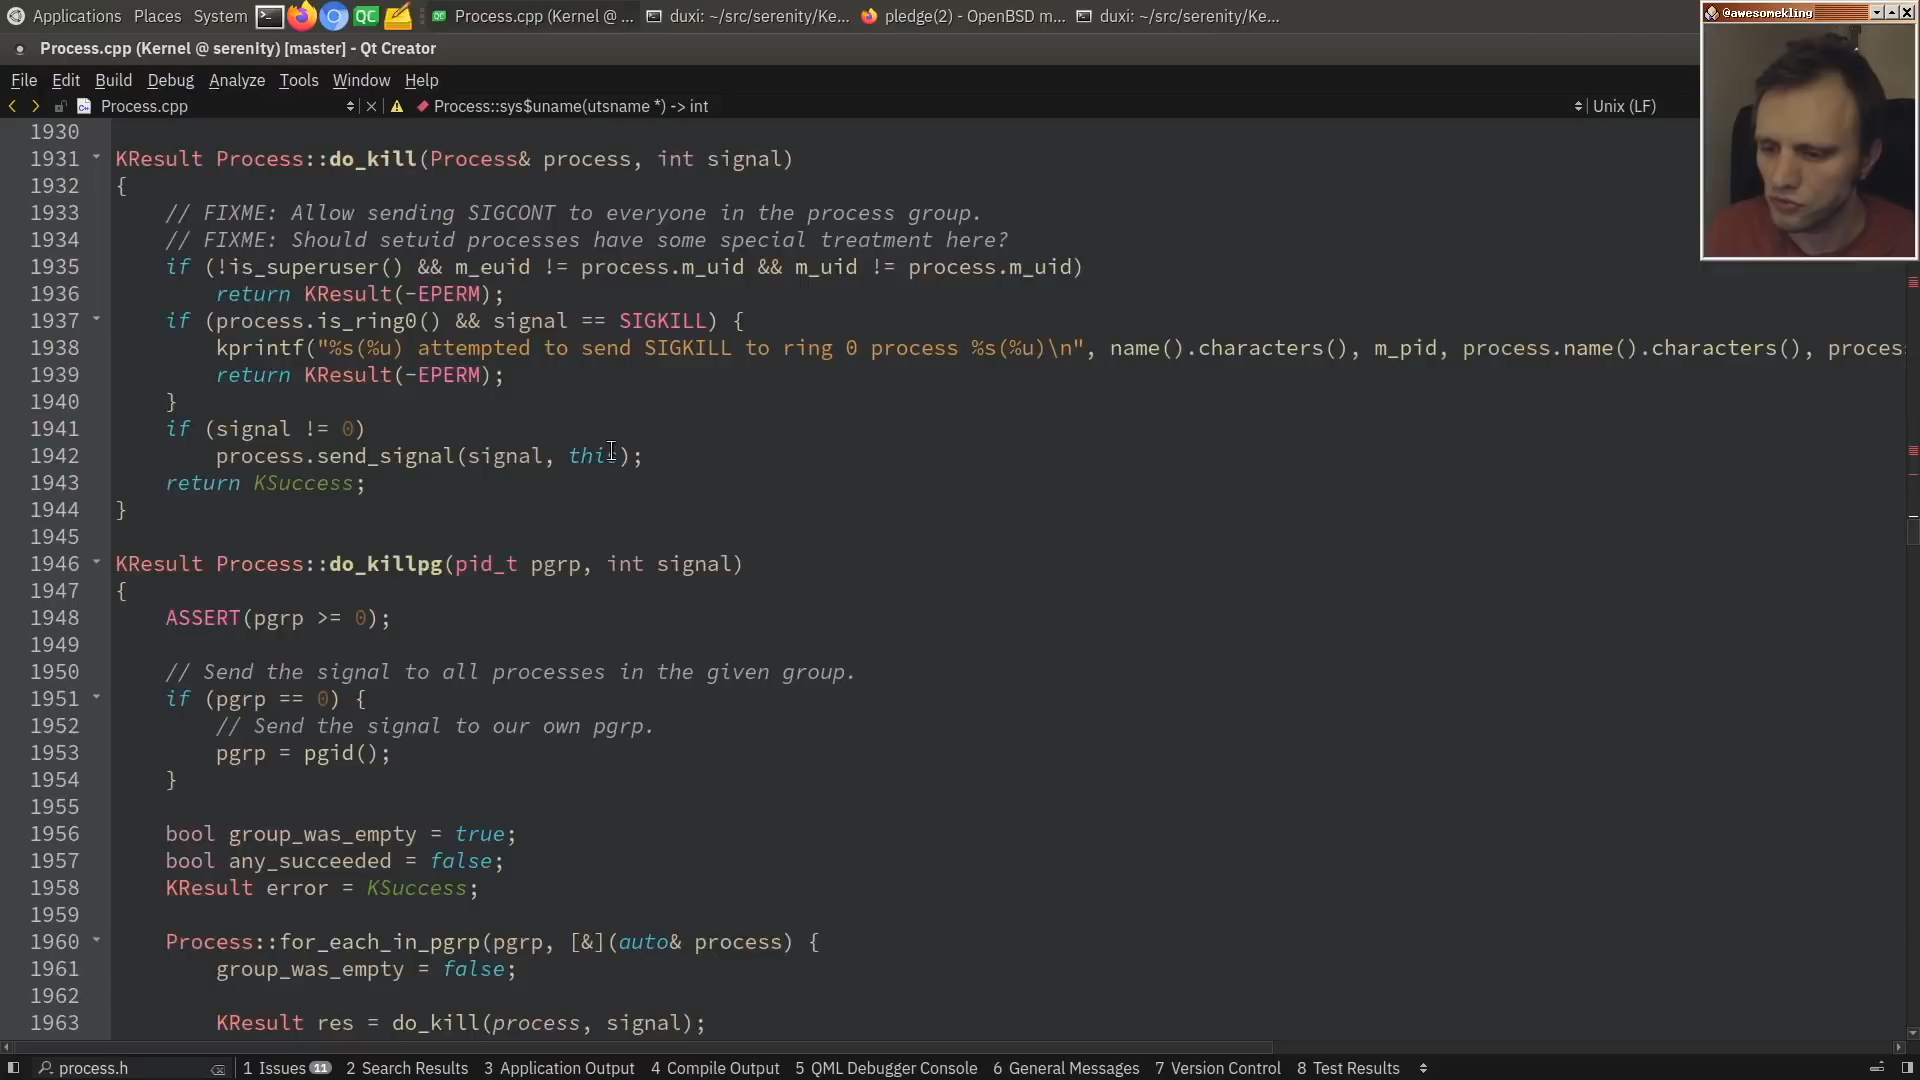 Applications Places System QC Process.cpp (Kernel @ ... duxi: ~/src/serenity/Ke... pledge(2) - OpenBSD m... duxi: ~/src/serenity/Ke...
@awesomekling
Process.cpp (Kernel @ serenity) [master] - Qt Creator
File Edit Build Debug Analyze Tools Window Help
Process.cpp Process::sys$uname(utsname *) -> int Unix (LF)
1930
1931 KResult Process::do_kill(Process& process, int signal)
1932 {
1933 // FIXME: Allow sending SIGCONT to everyone in the process group.
1934 // FIXME: Should setuid processes have some special treatment here?
1935 if (!is_superuser() && m_euid != process.m_uid && m_uid != process.m_uid)
1936 return KResult(-EPERM);
1937 if (process.is_ring0() && signal == SIGKILL) {
1938 kprintf("%s(%u) attempted to send SIGKILL to ring 0 process %s(%u)\n", name().characters(), m_pid, process.name().characters(), proces
1939 return KResult(-EPERM);
1940 }
1941 if (signal != 0)
1942 process.send_signal(signal, this);
1943 return KSuccess;
1944 }
1945
1946 KResult Process::do_killpg(pid_t pgrp, int signal)
1947 {
1948 ASSERT(pgrp >= 0);
1949
1950 // Send the signal to all processes in the given group.
1951 if (pgrp == 0) {
1952 // Send the signal to our own pgrp.
1953 pgrp = pgid();
1954 }
1955
1956 bool group_was_empty = true;
1957 bool any_succeeded = false;
1958 KResult error = KSuccess;
1959
1960 Process::for_each_in_pgrp(pgrp, [&](auto& process) {
1961 group_was_empty = false;
1962
1963 KResult res = do_kill(process, signal);
process.h 1 Issues 11 2 Search Results 3 Application Output 4 Compile Output 5 QML Debugger Console 6 General Messages 7 Version Control 8 Test Results